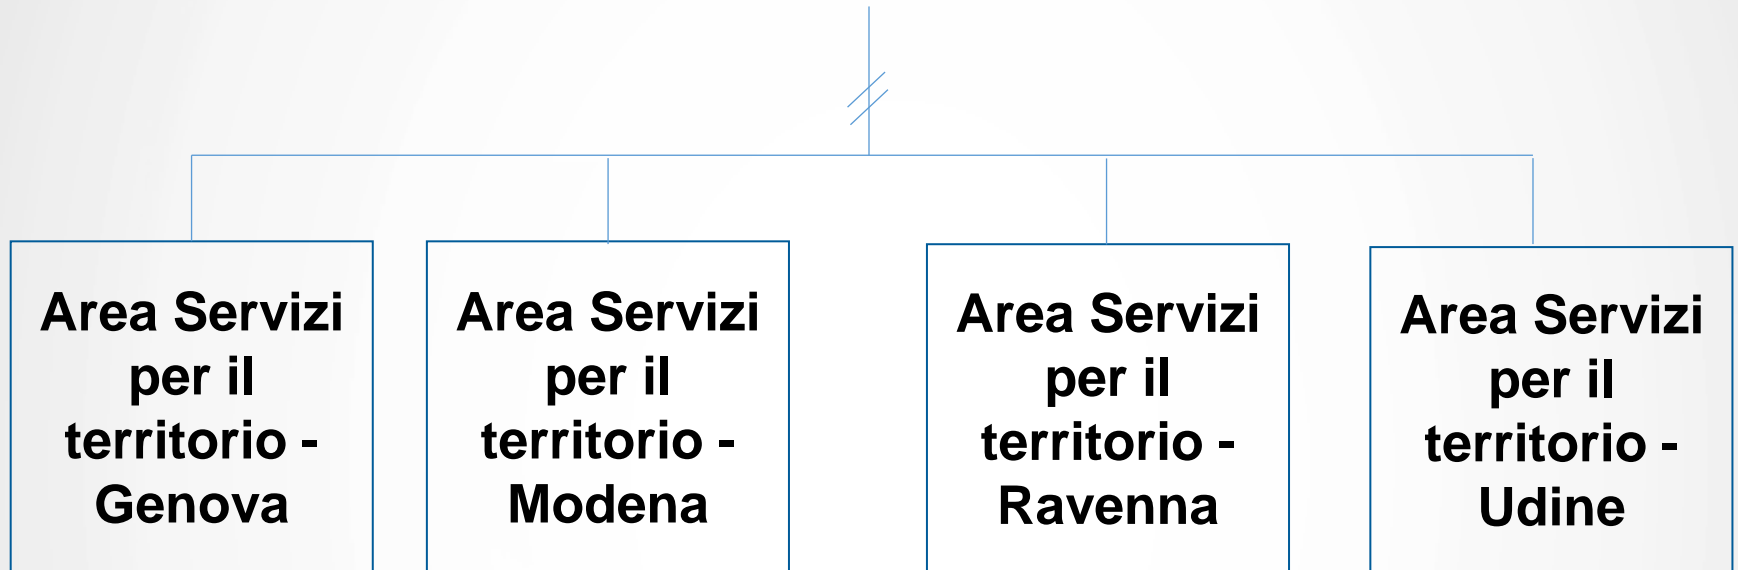 Area Servizi
per il
territorio -
Genova
Area Servizi
per il
territorio -
Modena
Area Servizi
per il
territorio -
Ravenna
Area Servizi
per il
territorio -
Udine